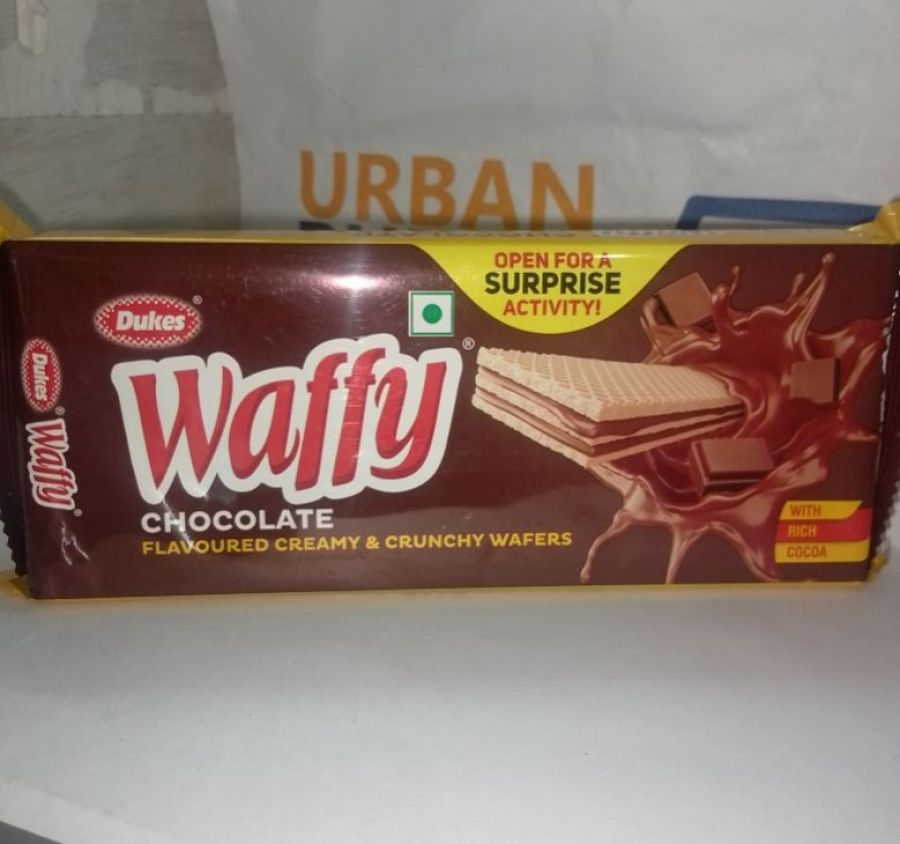 URBAN
OPEN FOR A
SURPRISE
ACTIVITY!
Dukes®
Waffy®
CHOCOLATE
FLAVOURED CREAMY & CRUNCHY WAFERS
WITH
RICH
COCOA
Dukes®
Waffy®